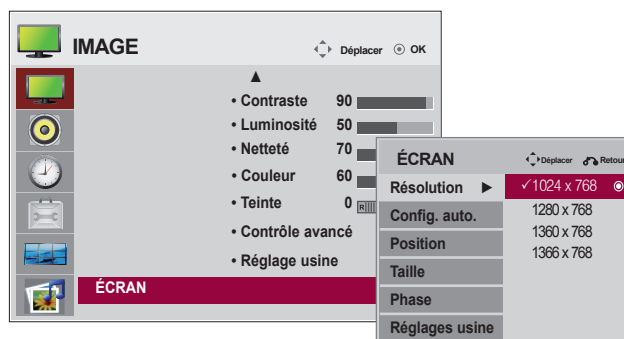 IMAGE
Déplacer OK
• Contraste 90
• Luminosité 50
• Netteté 70
• Couleur 60
• Teinte 0 R
• Contrôle avancé
• Réglage usine
ÉCRAN
ÉCRAN
Déplacer Retour
Résolution ► ✓1024 x 768
1280 x 768
Config. auto.
1360 x 768
Position
1366 x 768
Taille
Phase
Réglages usine